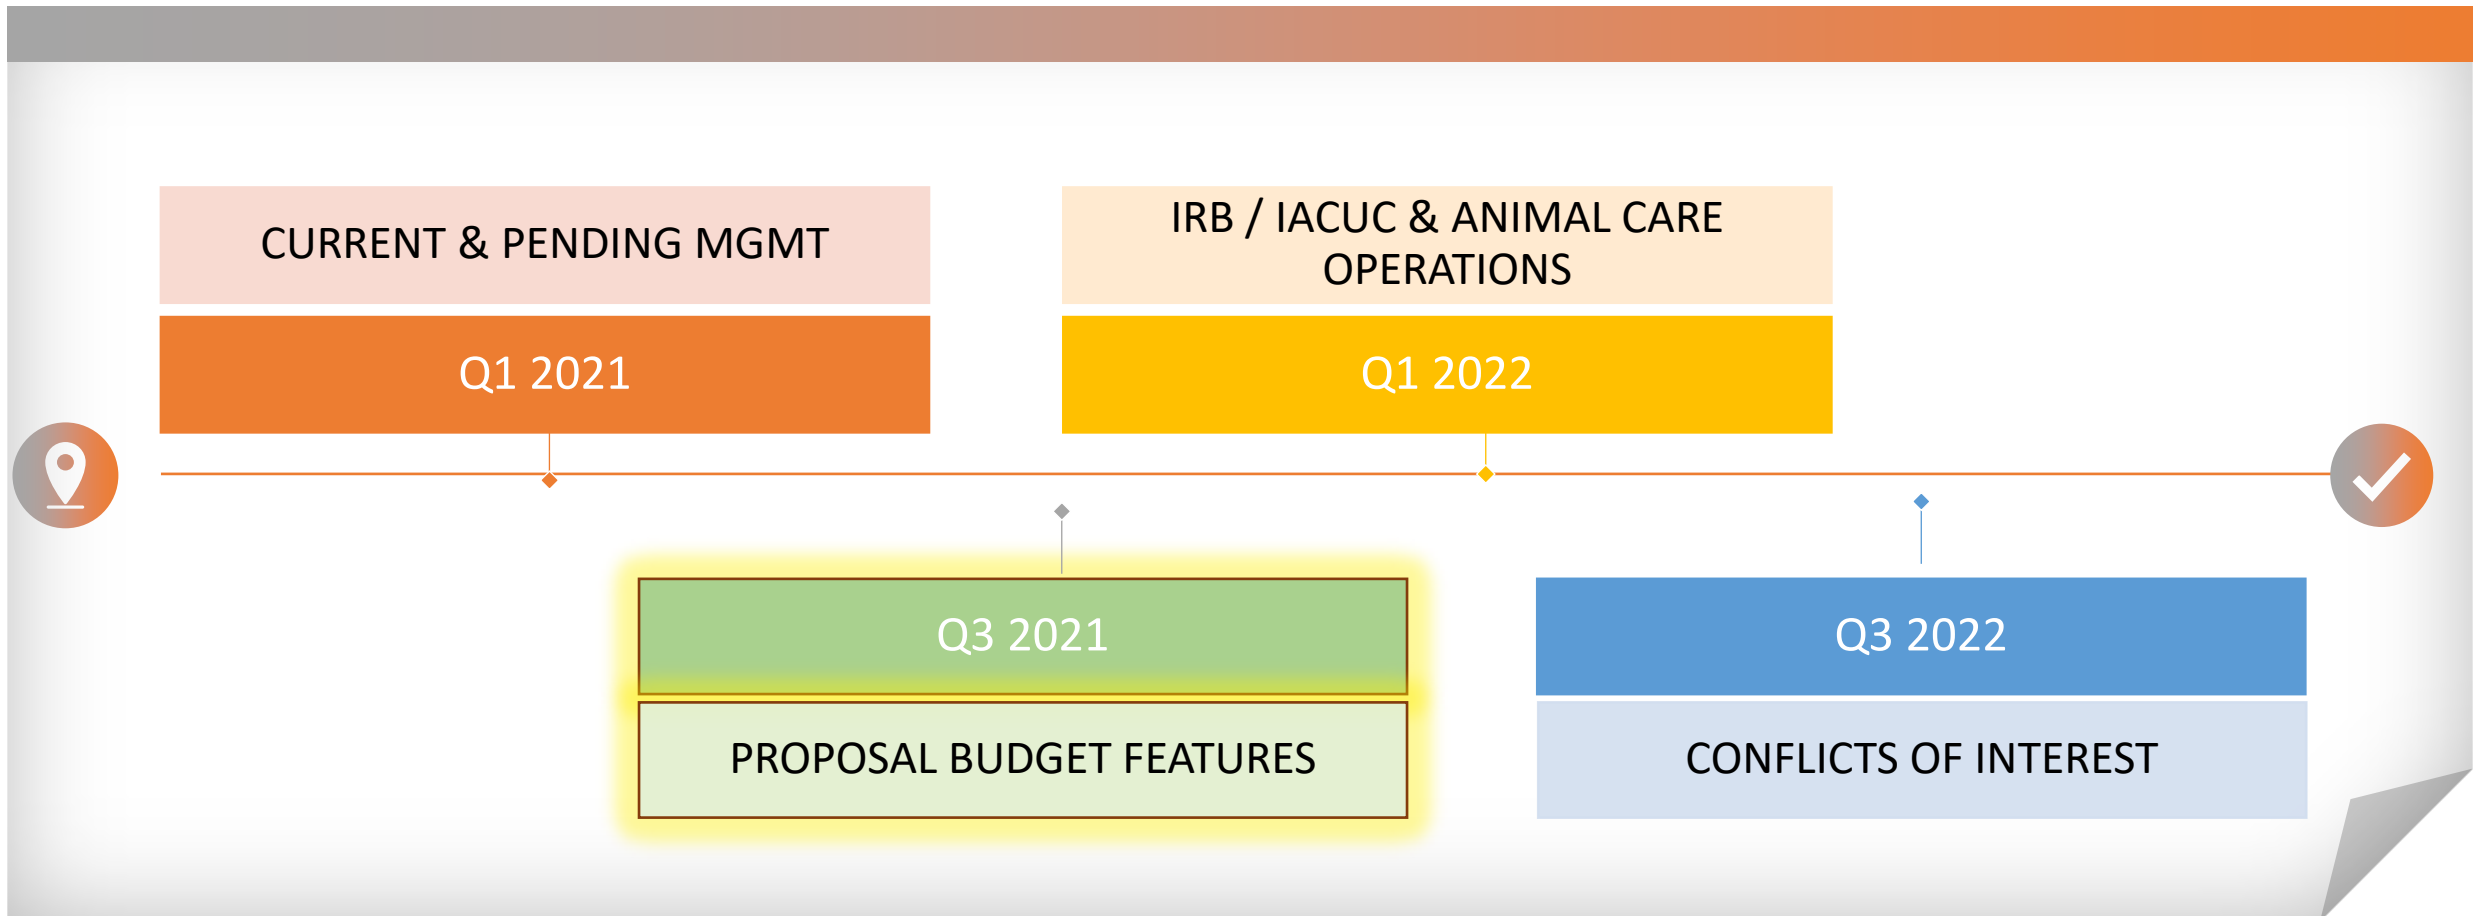 CURRENT & PENDING MGMT
Q1 2021
IRB / IACUC & ANIMAL CARE
OPERATIONS
Q1 2022
Q3 2021
PROPOSAL BUDGET FEATURES
Q3 2022
CONFLICTS OF INTEREST